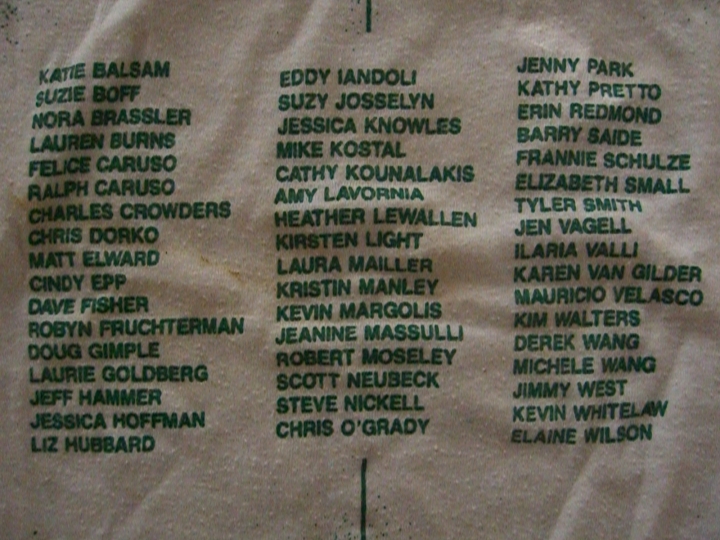 KATIE BALSAM
SUZIE BOFF
NORA BRASSLER
LAUREN BURNS
FELICE CARUSO
RALPH CARUSO
CHARLES CROWDERS
CHRIS DORKO
MATT ELWARD
CINDY EPP
DAVE FISHER
ROBYN FRUCHTERMAN
DOUG GIMPLE
LAURIE GOLDBERG
JEFF HAMMER
JESSICA HOFFMAN
LIZ HUBBARD
EDDY IANDOLI
SUZY JOSSELYN
JESSICA KNOWLES
MIKE KOSTAL
CATHY KOUNALAKIS
AMY LAVORNIA
HEATHER LEWALLEN
KIRSTEN LIGHT
LAURA MAILLER
KRISTIN MANLEY
KEVIN MARGOLIS
JEANINE MASSULLI
ROBERT MOSELEY
SCOTT NEUBECK
STEVE NICKELL
CHRIS O'GRADY
JENNY PARK
KATHY PRETTO
ERIN REDMOND
BARRY SAIDE
FRANNIE SCHULZE
ELIZABETH SMALL
TYLER SMITH
JEN VAGELL
ILARIA VALLI
KAREN VAN GILDER
MAURICIO VELASCO
KIM WALTERS
DEREK WANG
MICHELE WANG
JIMMY WEST
KEVIN WHITELAW
ELAINE WILSON